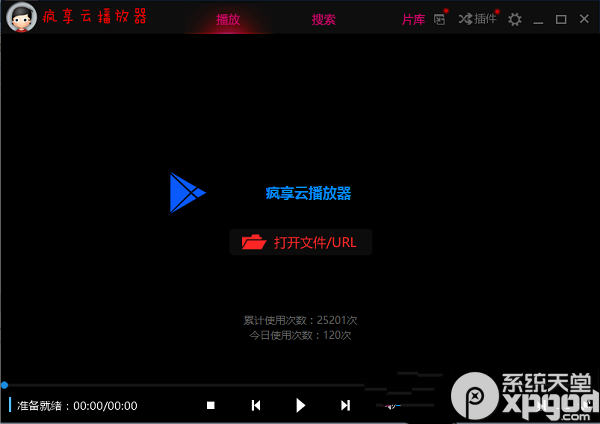 疯享云播放器
播放 搜索 片库 插件
疯享云播放器
打开文件/URL
累计使用次数：25201次
今日使用次数：120次
准备就绪：00:00/00:00
系统天堂
xpgod.com